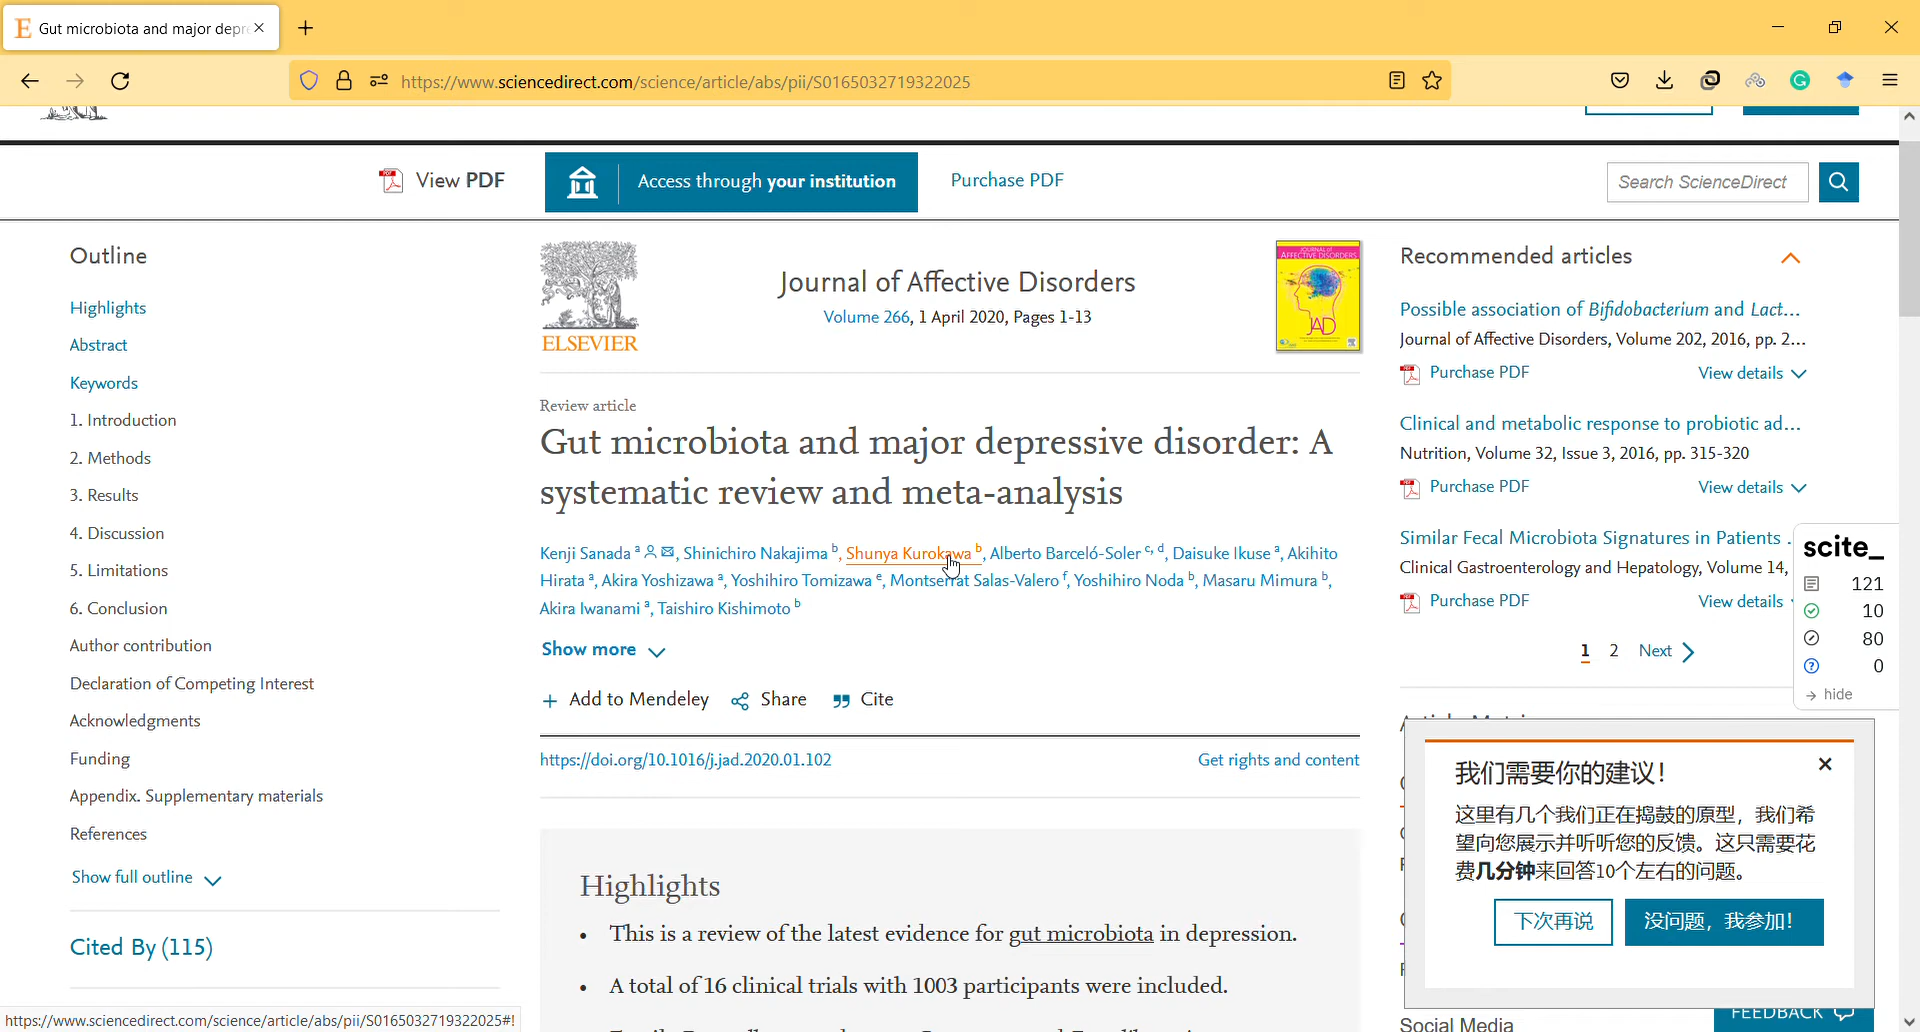 Gut microbiota and major depre
https://www.sciencedirect.com/science/article/abs/pii/S0165032719322025
View PDF
Access through your institution
Purchase PDF
Search ScienceDirect
Outline
Highlights
Abstract
Keywords
1. Introduction
2. Methods
3. Results
4. Discussion
5. Limitations
6. Conclusion
Author contribution
Declaration of Competing Interest
Acknowledgments
Funding
Appendix. Supplementary materials
References
Show full outline
Cited By (115)
ELSEVIER
Journal of Affective Disorders
Volume 266, 1 April 2020, Pages 1-13
JOURNAL of
AFFECTIVE DISORDERS
JAD
Review article
Gut microbiota and major depressive disorder: A
systematic review and meta-analysis
Kenji Sanada a, Shinichiro Nakajima b, Shunya Kurokawa b, Alberto Barceló-Soler c, d, Daisuke Ikuse a, Akihito
Hirata a, Akira Yoshizawa a, Yoshihiro Tomizawa e, Montserrat Salas-Valero f, Yoshihiro Noda b, Masaru Mimura b,
Akira Iwanami a, Taishiro Kishimoto b
Show more
+ Add to Mendeley Share Cite
https://doi.org/10.1016/j.jad.2020.01.102
Get rights and content
Highlights
• This is a review of the latest evidence for gut microbiota in depression.
• A total of 16 clinical trials with 1003 participants were included.
Recommended articles
Possible association of Bifidobacterium and Lact...
Journal of Affective Disorders, Volume 202, 2016, pp. 2...
Purchase PDF View details
Clinical and metabolic response to probiotic ad...
Nutrition, Volume 32, Issue 3, 2016, pp. 315-320
Purchase PDF View details
Similar Fecal Microbiota Signatures in Patients .
Clinical Gastroenterology and Hepatology, Volume 14,
Purchase PDF View details
1 2 Next
scite_
121
10
80
0
→ hide
我们需要你的建议！
这里有几个我们正在捣鼓的原型，我们希
望向您展示并听听您的反馈。这只需要花
费几分钟来回答10个左右的问题。
下次再说
没问题，我参加！
Social Media
FEEDBACK
https://www.sciencedirect.com/science/article/abs/pii/S0165032719322025#!